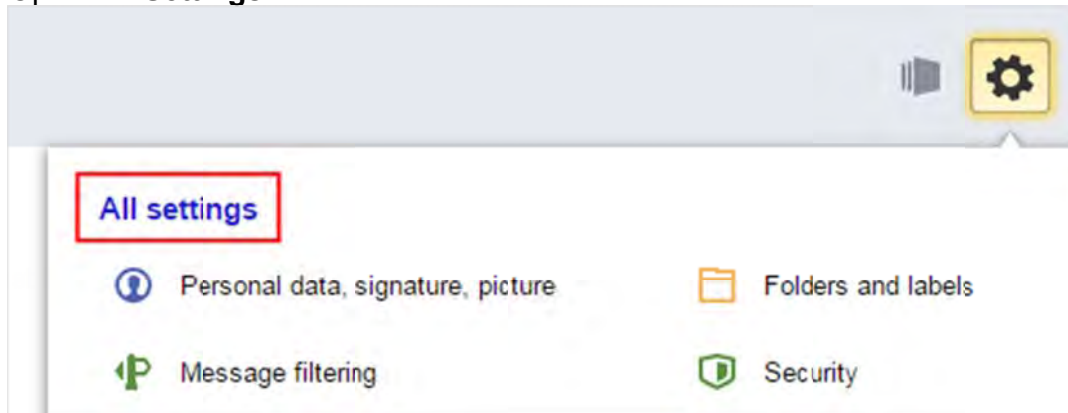 All settings
Personal data, signature, picture
Folders and labels
Message filtering
Security